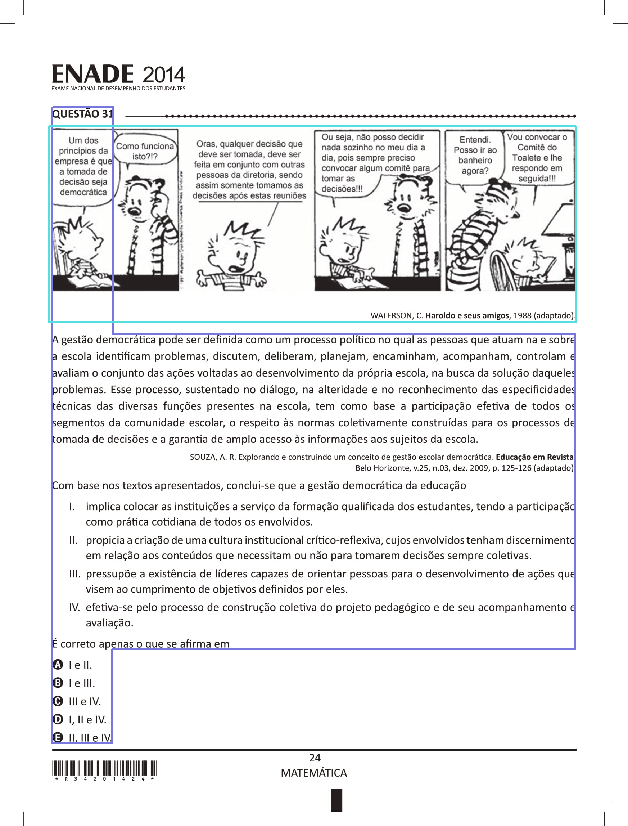 ENADE 2014
EXAME NACIONAL DE DESEMPENHO DOS ESTUDANTES
QUESTÃO 31
Um dos
princípios da
empresa é que
a tomada de
decisão seja
democrática
Como funciona
isto?!?
Oras, qualquer decisão que
deve ser tomada, deve ser
feita em conjunto com outras
pessoas da diretoria, sendo
assim somente tomamos as
decisões após estas reuniões
Ou seja, não posso decidir
nada sozinho no meu dia a
dia, pois sempre preciso
convocar algum comitê para
tomar as
decisões!!!
Entendi.
Posso ir ao
banheiro
agora?
Vou convocar o
Comitê do
Toalete e lhe
respondo em
seguida!!!
WATERSON, C. Haroldo e seus amigos, 1988 (adaptado).
A gestão democrática pode ser definida como um processo político no qual as pessoas que atuam na e sobre
a escola identificam problemas, discutem, deliberam, planejam, encaminham, acompanham, controlam e
avaliam o conjunto das ações voltadas ao desenvolvimento da própria escola, na busca da solução daqueles
problemas. Esse processo, sustentado no diálogo, na alteridade e no reconhecimento das especificidades
técnicas das diversas funções presentes na escola, tem como base a participação efetiva de todos os
segmentos da comunidade escolar, o respeito às normas coletivamente construídas para os processos de
tomada de decisões e a garantia de amplo acesso às informações aos sujeitos da escola.
SOUZA, A. R. Explorando e construindo um conceito de gestão escolar democrática. Educação em Revista.
Belo Horizonte, v.25, n.03, dez. 2009, p. 125-126 (adaptado).
Com base nos textos apresentados, conclui-se que a gestão democrática da educação
I. implica colocar as instituições a serviço da formação qualificada dos estudantes, tendo a participação
como prática cotidiana de todos os envolvidos.
II. propicia a criação de uma cultura institucional crítico-reflexiva, cujos envolvidos tenham discernimento
em relação aos conteúdos que necessitam ou não para tomarem decisões sempre coletivas.
III. pressupõe a existência de líderes capazes de orientar pessoas para o desenvolvimento de ações que
visem ao cumprimento de objetivos definidos por eles.
IV. efetiva-se pelo processo de construção coletiva do projeto pedagógico e de seu acompanhamento e
avaliação.
É correto apenas o que se afirma em
A I e II.
B I e III.
C III e IV.
D I, II e IV.
E II, III e IV.
*R34201424*
24
MATEMÁTICA